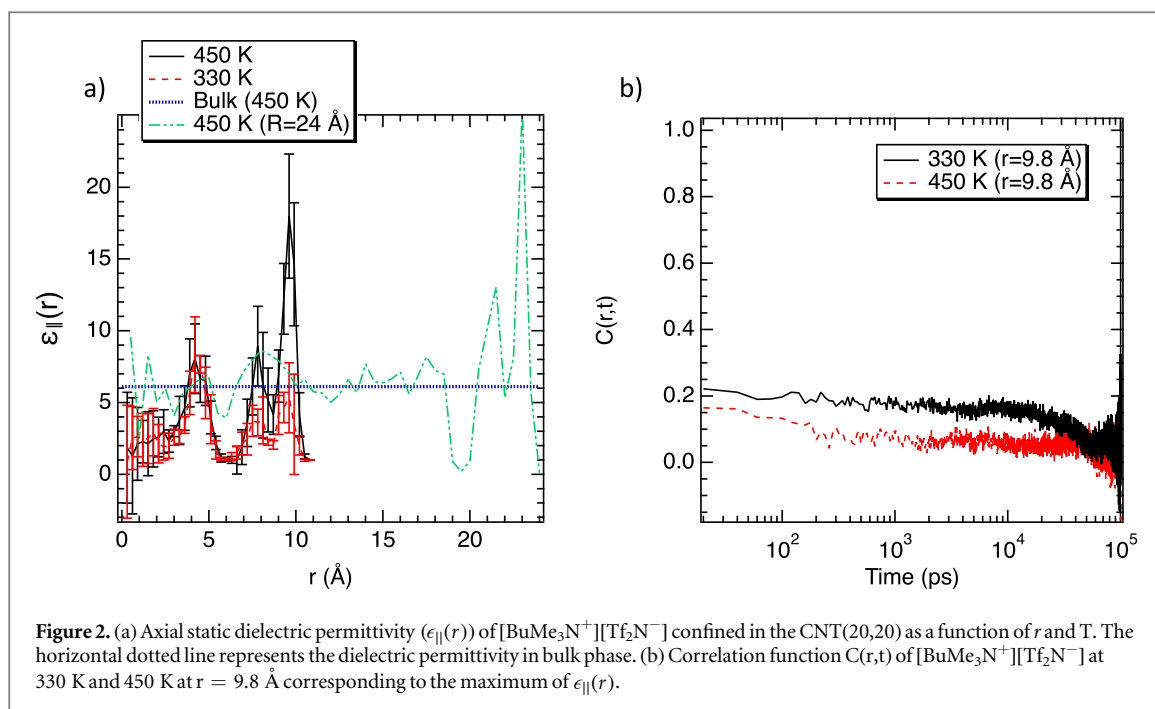 a)
450 K
330 K
Bulk (450 K)
450 K (R=24 Å)
20
15
10
5
0
ε||(r)
0 5 10 15 20
r (Å)
b)
330 K (r=9.8 Å)
450 K (r=9.8 Å)
1.0
0.8
0.6
0.4
0.2
0.0
C(r,t)
10² 10³ 10⁴ 10⁵
Time (ps)
Figure 2. (a) Axial static dielectric permittivity (ϵ||(r)) of [BuMe₃N⁺][Tf₂N⁻] confined in the CNT(20,20) as a function of r and T. The
horizontal dotted line represents the dielectric permittivity in bulk phase. (b) Correlation function C(r,t) of [BuMe₃N⁺][Tf₂N⁻] at
330 K and 450 K at r = 9.8 Å corresponding to the maximum of ϵ||(r).